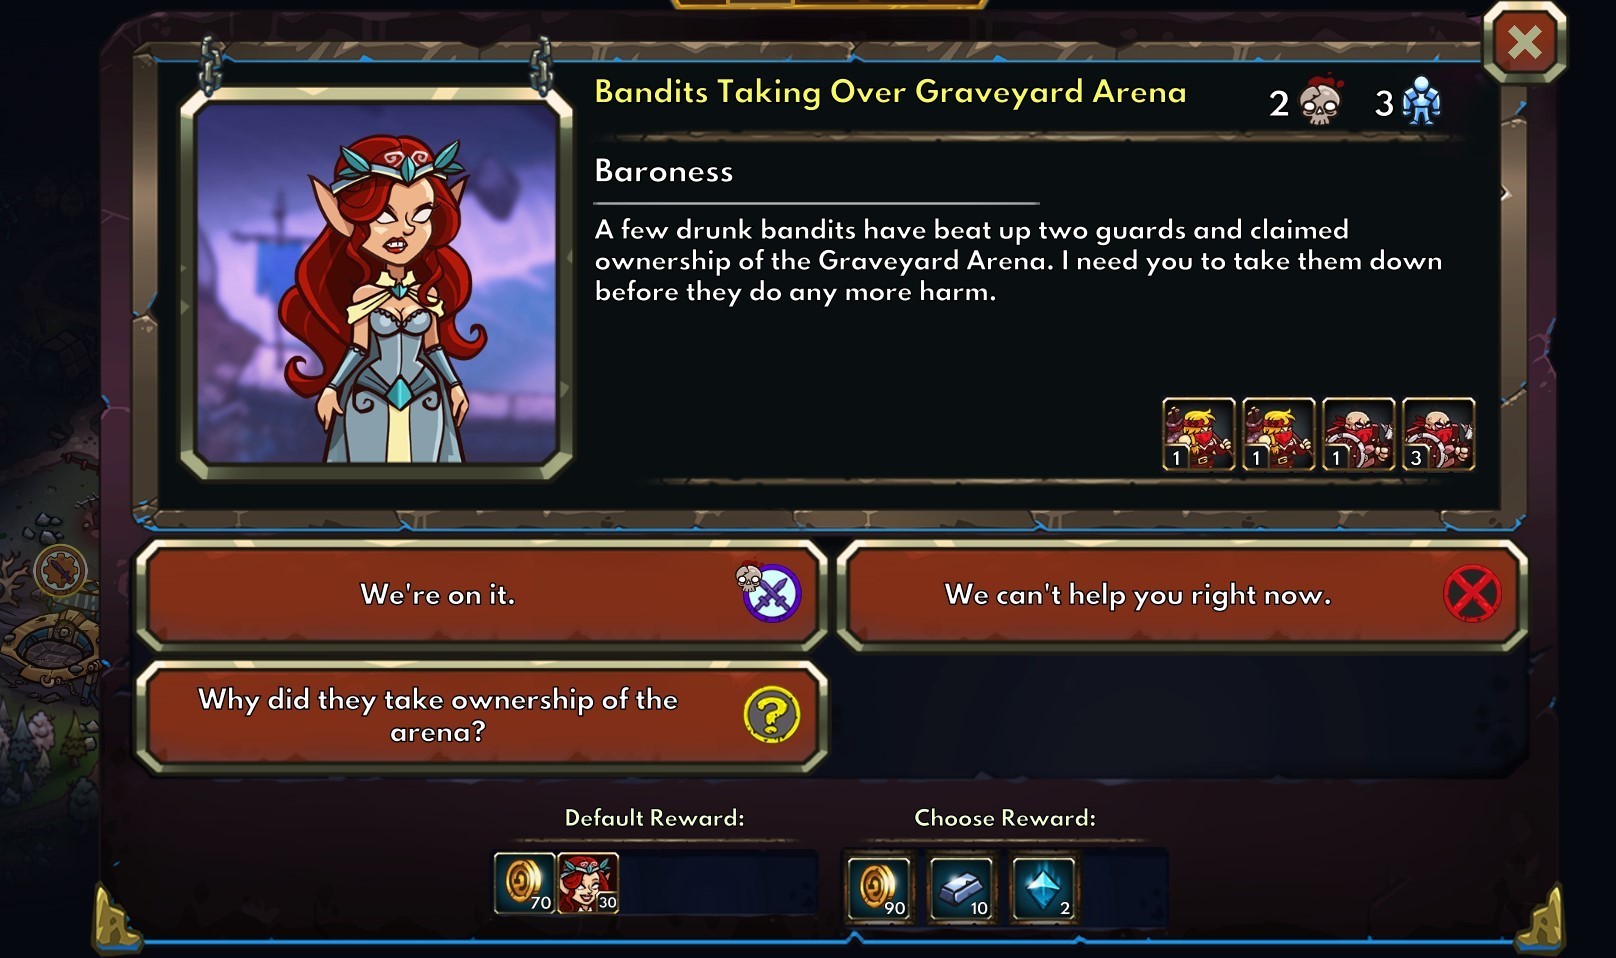 Bandits Taking Over Graveyard Arena
2
3
Baroness
A few drunk bandits have beat up two guards and claimed
ownership of the Graveyard Arena. I need you to take them down
before they do any more harm.
1
1
1
3
We're on it.
We can't help you right now.
Why did they take ownership of the
arena?
Default Reward:
Choose Reward:
70
30
90
10
2